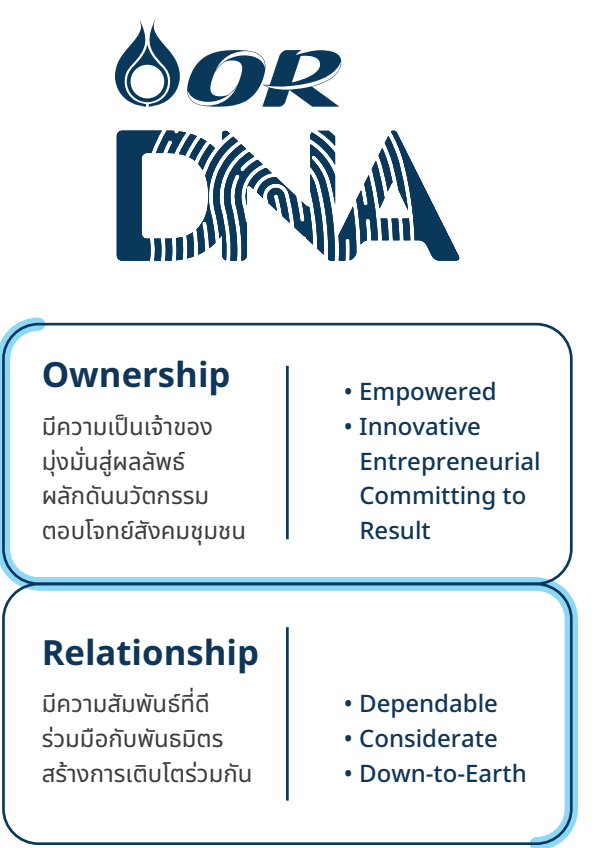 OR
DNA
Ownership
มีความเป็นเจ้าของ
มุ่งมั่นสู่ผลลัพธ์
ผลักดันนวัตกรรม
ตอบโจทย์สังคมชุมชน
• Empowered
• Innovative
Entrepreneurial
Committing to
Result
Relationship
มีความสัมพันธ์ที่ดี
ร่วมมือกับพันธมิตร
สร้างการเติบโตร่วมกัน
• Dependable
• Considerate
• Down-to-Earth